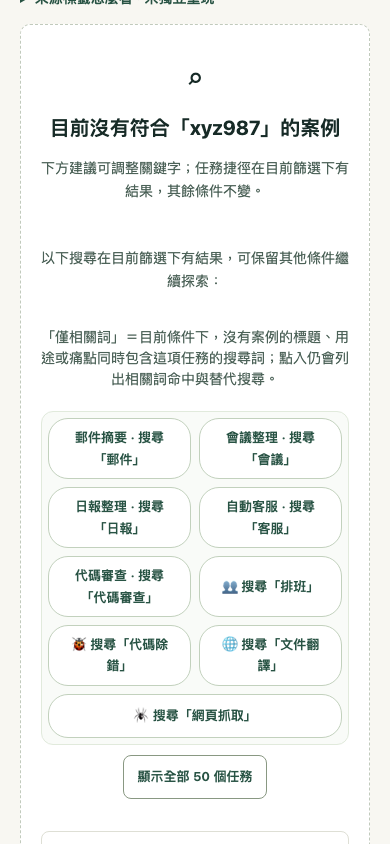 目前沒有符合「xyz987」的案例
下方建議可調整關鍵字；任務捷徑在目前篩選下有
結果，其餘條件不變。
以下搜尋在目前篩選下有結果，可保留其他條件繼
續探索：
「僅相關詞」＝目前條件下，沒有案例的標題、用
途或痛點同時包含這項任務的搜尋詞；點入仍會列
出相關詞命中與替代搜尋。
郵件摘要 · 搜尋
「郵件」
會議整理 · 搜尋
「會議」
日報整理 · 搜尋
「日報」
自動客服 · 搜尋
「客服」
代碼審查 · 搜尋
「代碼審查」
👥 搜尋「排班」
🐞 搜尋「代碼除
錯」
🌐 搜尋「文件翻
譯」
🕷️ 搜尋「網頁抓取」
顯示全部 50 個任務